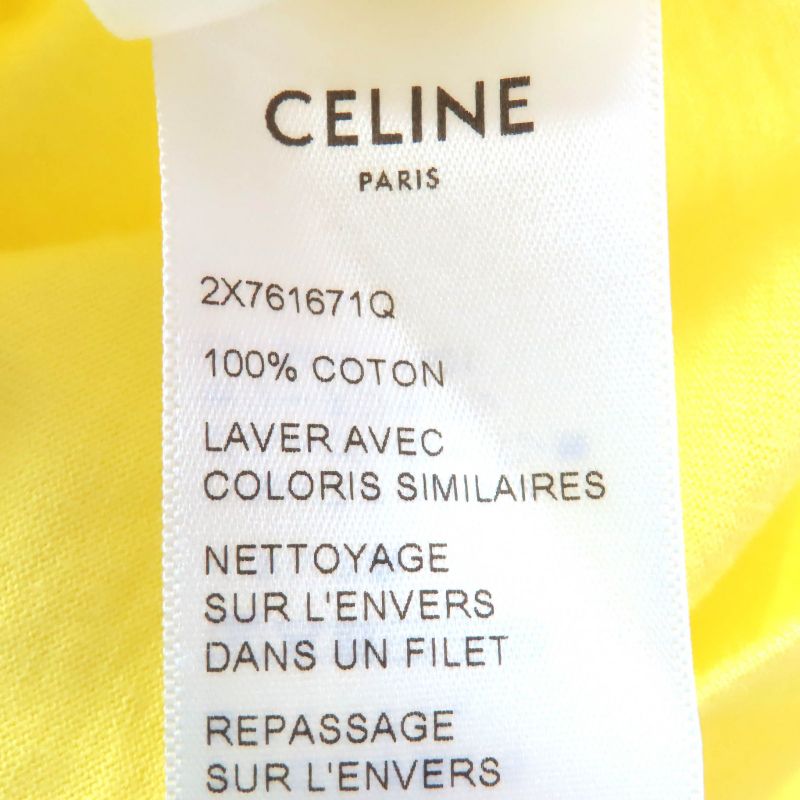 CELINE
PARIS
2X761671Q
100% COTON
LAVER AVEC
COLORIS SIMILAIRES
NETTOYAGE
SUR L'ENVERS
DANS UN FILET
REPASSAGE
SUR L'ENVERS